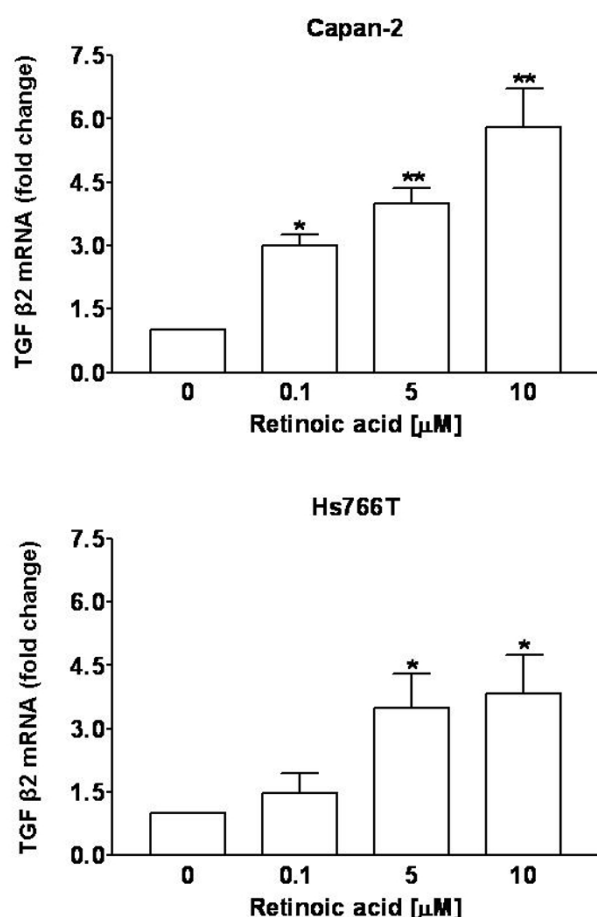 Capan-2
TGF β2 mRNA (fold change)
7.5
6.0
4.5
3.0
1.5
0.0
*
**
**
0 0.1 5 10
Retinoic acid [µM]
Hs766T
TGF β2 mRNA (fold change)
7.5
6.0
4.5
3.0
1.5
0.0
*
*
0 0.1 5 10
Retinoic acid [µM]